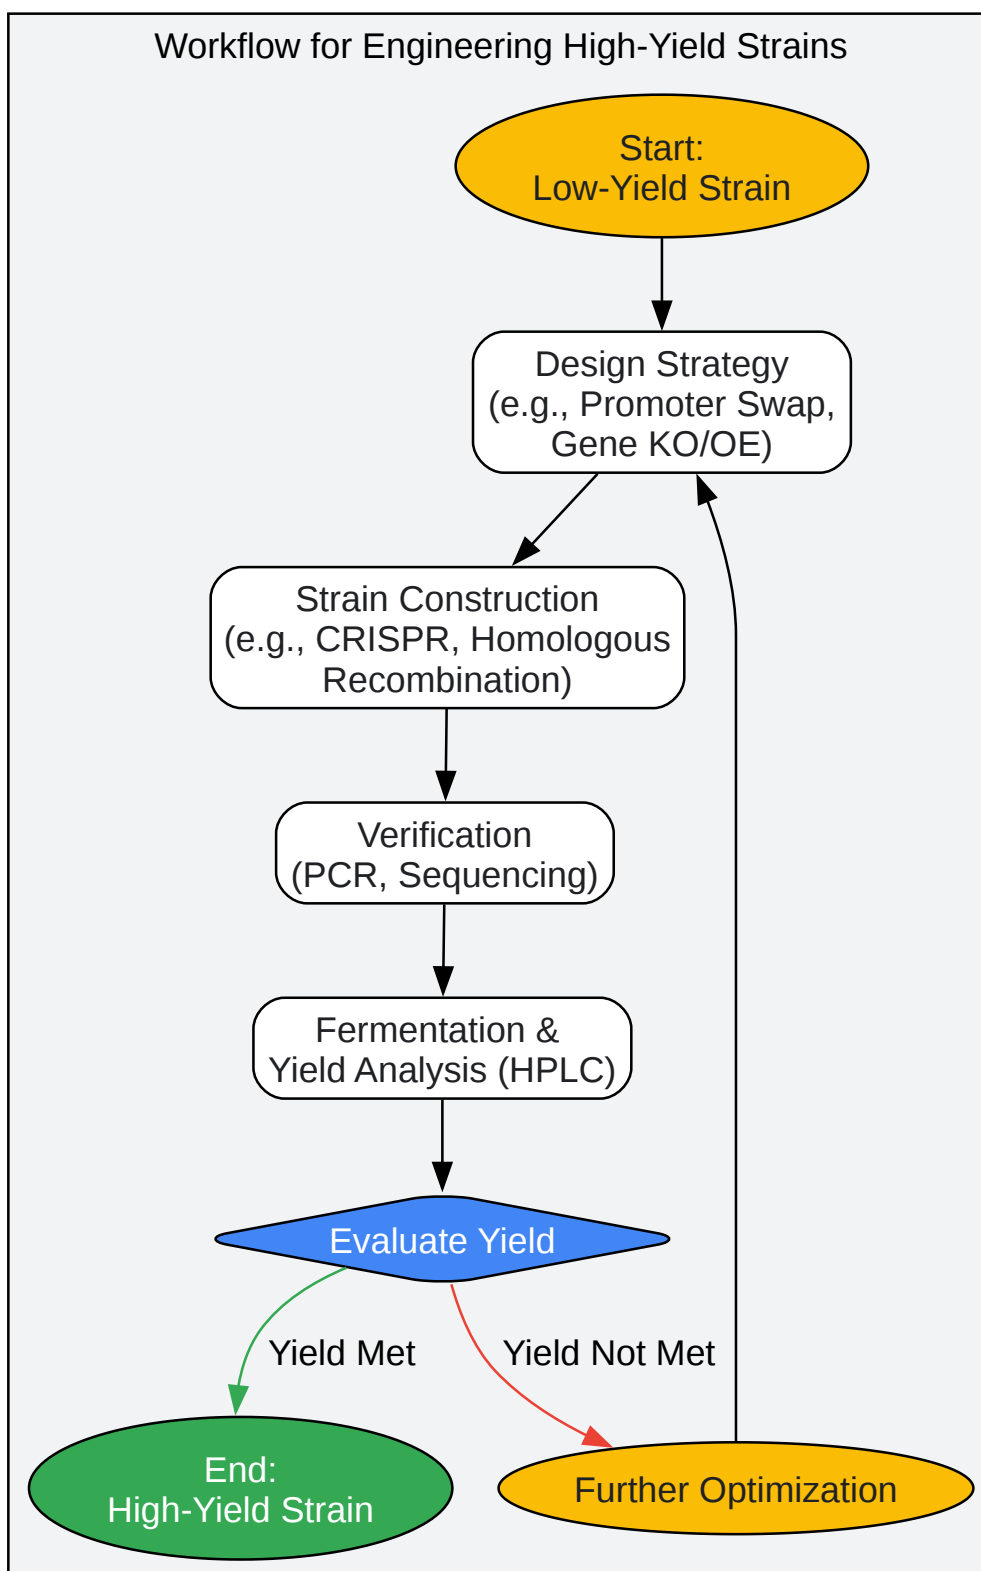 Workflow for Engineering High-Yield Strains
Start:
Low-Yield Strain
Design Strategy
(e.g., Promoter Swap,
Gene KO/OE)
Strain Construction
(e.g., CRISPR, Homologous
Recombination)
Verification
(PCR, Sequencing)
Fermentation &
Yield Analysis (HPLC)
Evaluate Yield
Yield Met
Yield Not Met
End:
High-Yield Strain
Further Optimization